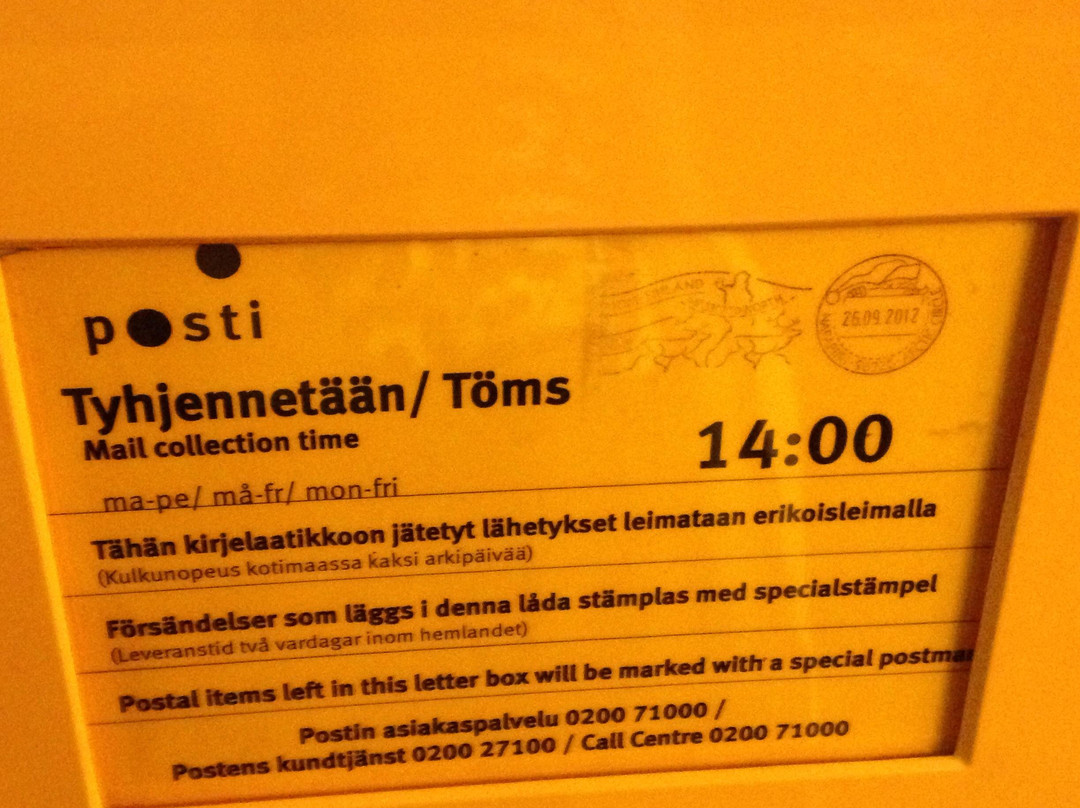 posti
26.09.2012
Tyhjennetään/ Töms
Mail collection time
14:00
ma-pe/ må-fr/ mon-fri
Tähän kirjelaatikkoon jätetyt lähetykset leimataan erikoisleimalla
(Kulkunopeus kotimaassa kaksi arkipäivää)
Försändelser som läggs i denna låda stämplas med specialstämpel
(Leveranstid två vardagar inom hemlandet)
Postal items left in this letter box will be marked with a special postmar
Postin asiakaspalvelu 0200 71000 /
Postens kundtjänst 0200 27100 / Call Centre 0200 71000